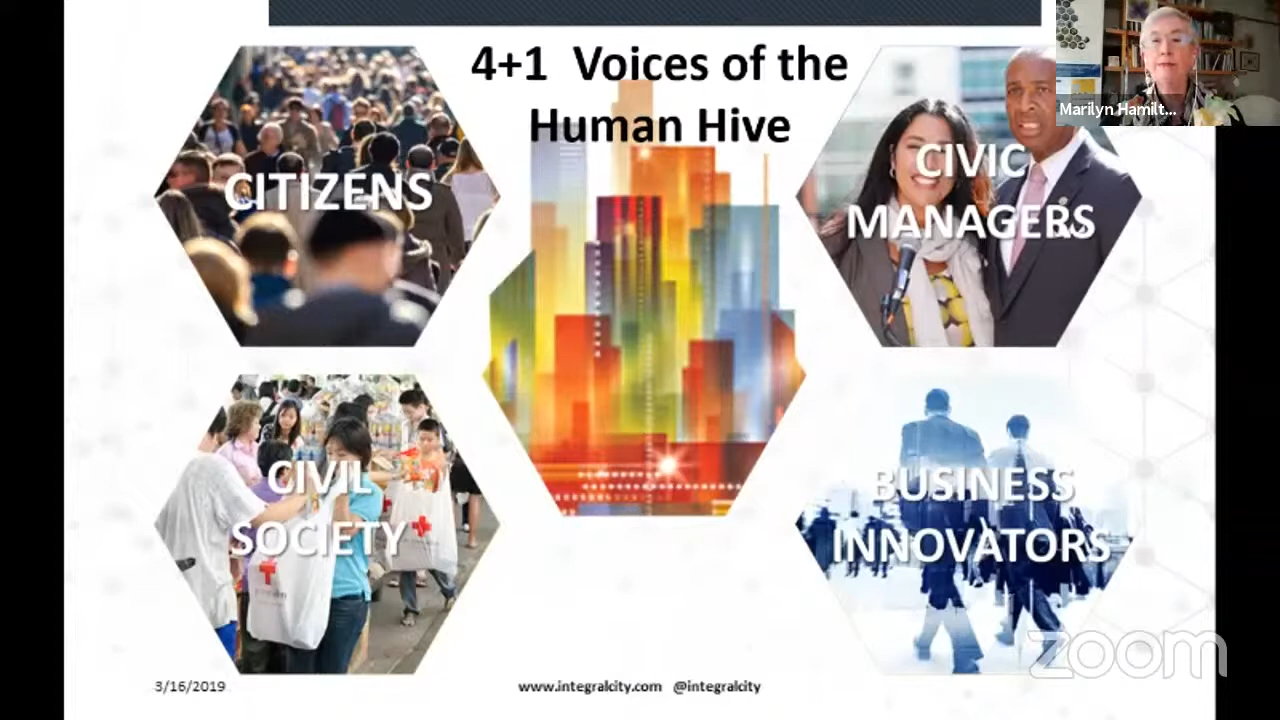 4+1 Voices of the
Human Hive
CITIZENS
CIVIC
MANAGERS
Marilyn Hamilt...
CIVIL
SOCIETY
BUSINESS
INNOVATORS
zoom
3/16/2019
www.integralcity.com @integralcity